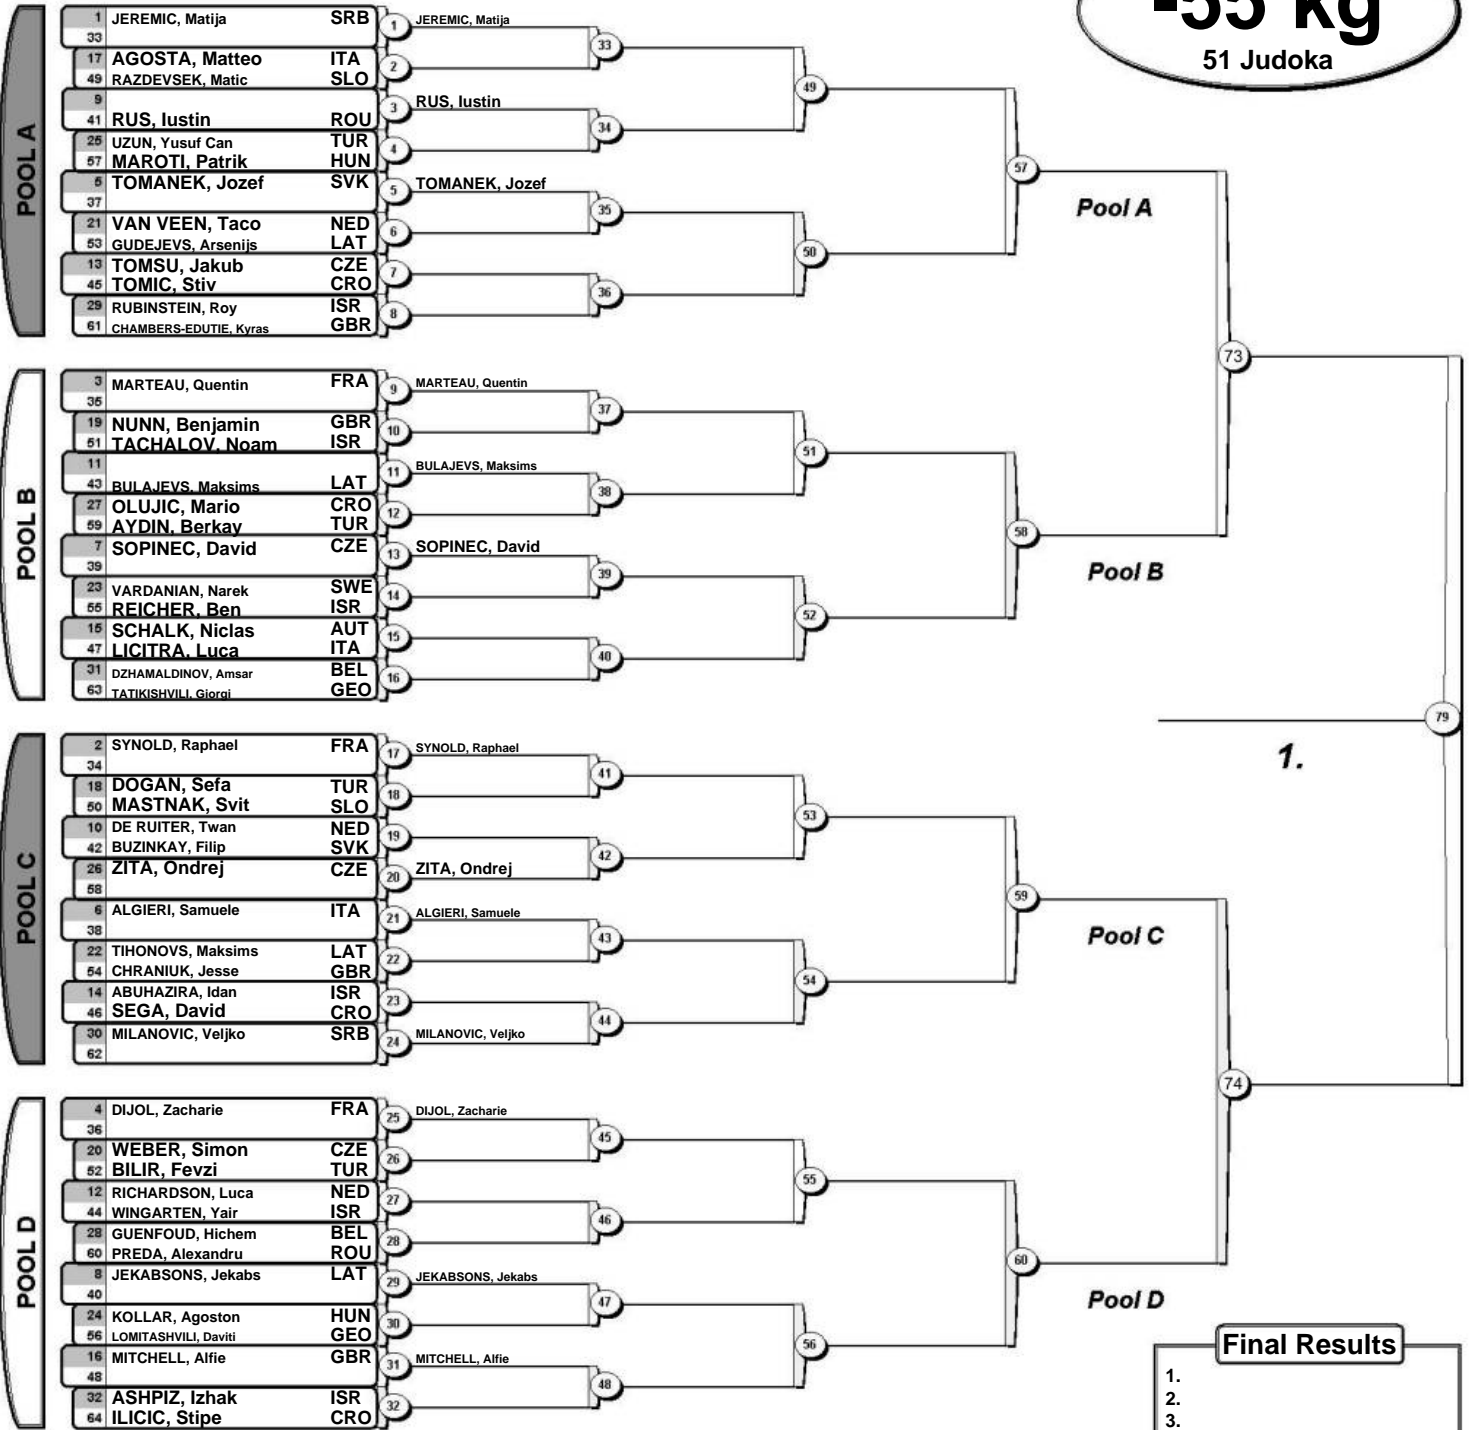 -55 kg
51 Judoka
POOL A
1 JEREMIC, Matija SRB
33
1 JEREMIC, Matija
17 AGOSTA, Matteo ITA
49 RAZDEVSEK, Matic SLO
2
33
9
41 RUS, Iustin ROU
3 RUS, Iustin
25 UZUN, Yusuf Can TUR
57 MAROTI, Patrik HUN
4
34
49
5 TOMANEK, Jozef SVK
37
5 TOMANEK, Jozef
21 VAN VEEN, Taco NED
53 GUDEJEVS, Arsenijs LAT
6
35
13 TOMSU, Jakub CZE
45 TOMIC, Stiv CRO
7
29 RUBINSTEIN, Roy ISR
61 CHAMBERS-EDUTIE, Kyras GBR
8
36
50
57
Pool A
POOL B
3 MARTEAU, Quentin FRA
35
9 MARTEAU, Quentin
19 NUNN, Benjamin GBR
51 TACHALOV, Noam ISR
10
37
11
43 BULAJEVS, Maksims LAT
11 BULAJEVS, Maksims
27 OLUJIC, Mario CRO
59 AYDIN, Berkay TUR
12
38
51
7 SOPINEC, David CZE
39
13 SOPINEC, David
23 VARDANIAN, Narek SWE
55 REICHER, Ben ISR
14
39
15 SCHALK, Niclas AUT
47 LICITRA, Luca ITA
15
31 DZHAMALDINOV, Amsar BEL
63 TATIKISHVILI, Giorgi GEO
16
40
52
58
Pool B
73
POOL C
2 SYNOLD, Raphael FRA
34
17 SYNOLD, Raphael
18 DOGAN, Sefa TUR
50 MASTNAK, Svit SLO
18
41
10 DE RUITER, Twan NED
42 BUZINKAY, Filip SVK
19
26 ZITA, Ondrej CZE
58
20 ZITA, Ondrej
42
53
6 ALGIERI, Samuele ITA
38
21 ALGIERI, Samuele
22 TIHONOVS, Maksims LAT
54 CHRANIUK, Jesse GBR
22
43
14 ABUHAZIRA, Idan ISR
46 SEGA, David CRO
23
30 MILANOVIC, Veljko SRB
62
24 MILANOVIC, Veljko
44
54
59
Pool C
79
1.
POOL D
4 DIJOL, Zacharie FRA
36
25 DIJOL, Zacharie
20 WEBER, Simon CZE
52 BILIR, Fevzi TUR
26
45
12 RICHARDSON, Luca NED
44 WINGARTEN, Yair ISR
27
28 GUENFOUD, Hichem BEL
60 PREDA, Alexandru ROU
28
46
55
8 JEKABSONS, Jekabs LAT
40
29 JEKABSONS, Jekabs
24 KOLLAR, Agoston HUN
56 LOMITASHVILI, Daviti GEO
30
47
16 MITCHELL, Alfie GBR
48
31 MITCHELL, Alfie
32 ASHPIZ, Izhak ISR
64 ILICIC, Stipe CRO
32
48
56
60
Pool D
74
Final Results
1.
2.
3.